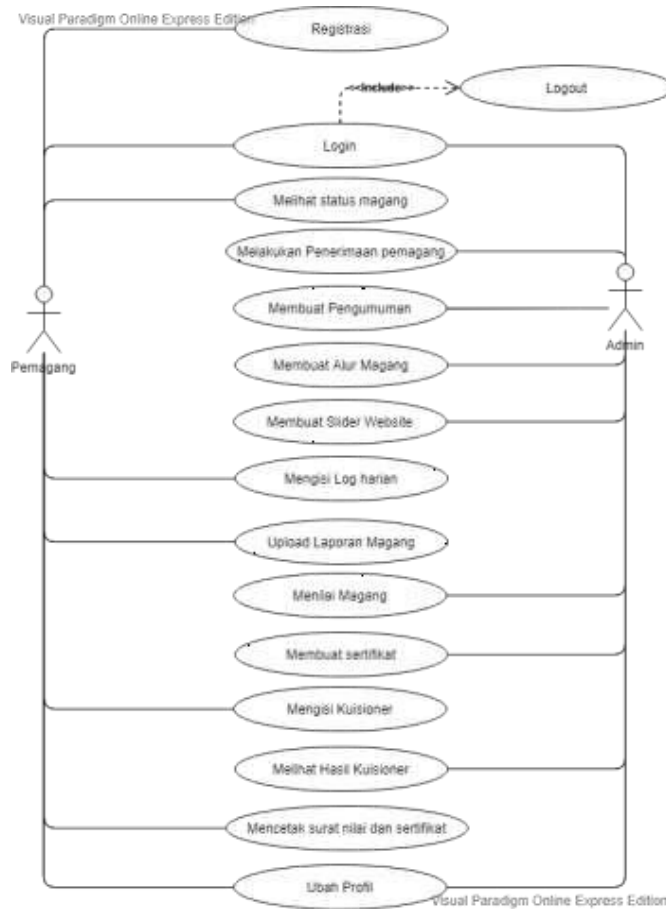 Visual Paradigm Online Express Edition
Registrasi
<<Include>>
Logout
Login
Melihat status magang
Melakukan Penerimaan pemagang
Membuat Pengumuman
Pemagang
Admin
Membuat Alur Magang
Membuat Slider Website
Mengisi Log harian
Upload Laporan Magang
Menilai Magang
Membuat sertifikat
Mengisi Kuisioner
Melihat Hasil Kuisioner
Mencetak surat nilai dan sertifikat
Ubah Profil
Visual Paradigm Online Express Edition